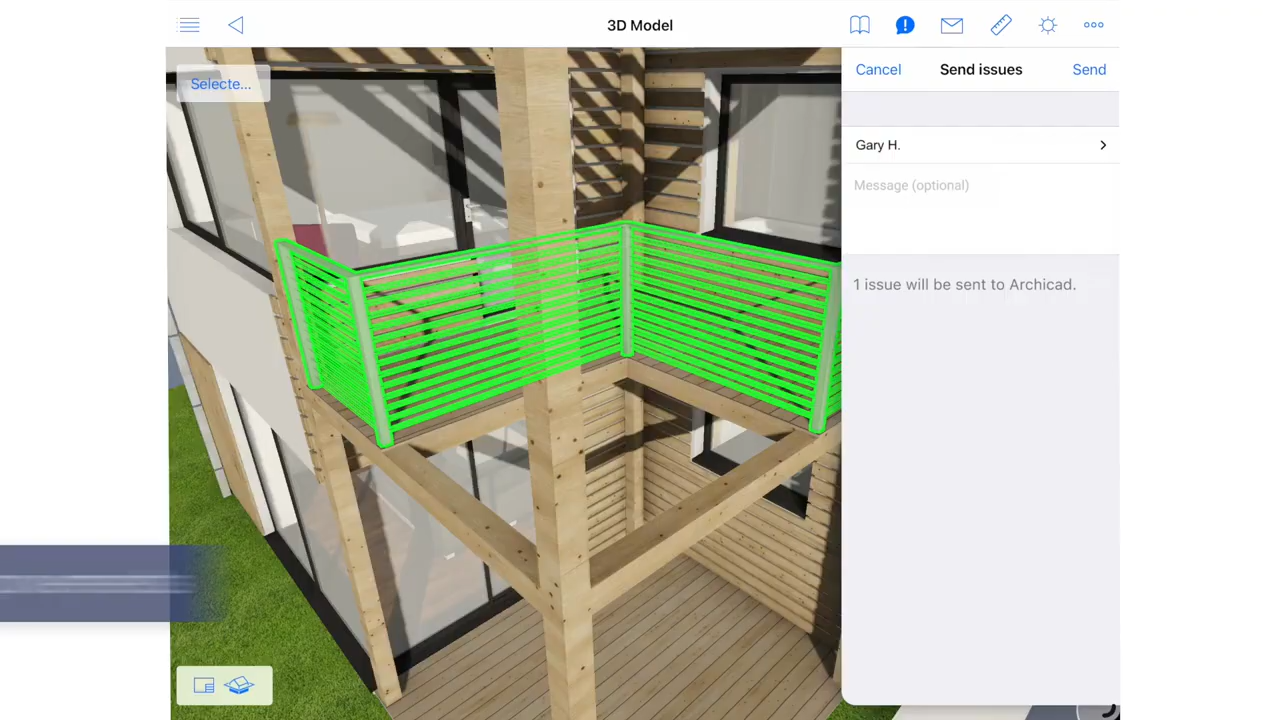 3D Model
Selecte...
Cancel
Send issues
Send
Gary H.
Message (optional)
1 issue will be sent to Archicad.